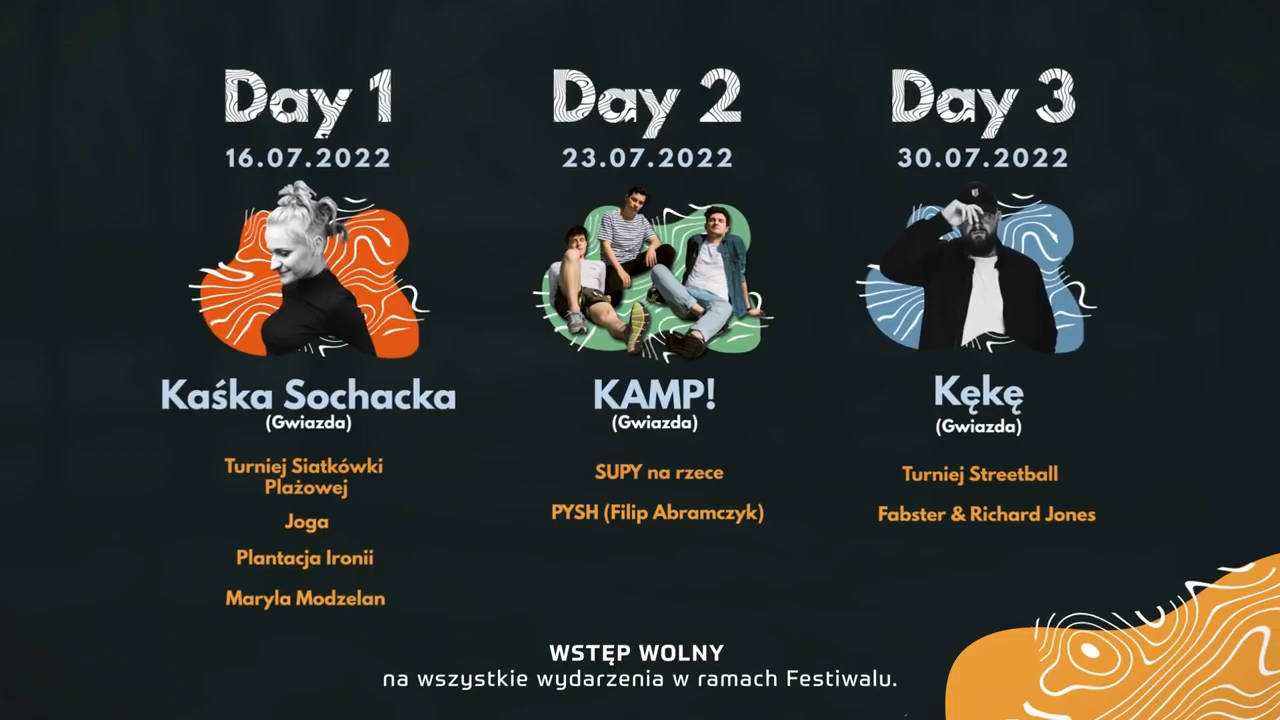 Day 1
16.07.2022
Kaśka Sochacka
(Gwiazda)
Turniej Siatkówki
Plażowej
Joga
Plantacja Ironii
Maryla Modzelan
Day 2
23.07.2022
KAMP!
(Gwiazda)
SUPY na rzece
PYSH (Filip Abramczyk)
Day 3
30.07.2022
Kękę
(Gwiazda)
Turniej Streetball
Fabster & Richard Jones
WSTĘP WOLNY
na wszystkie wydarzenia w ramach Festiwalu.